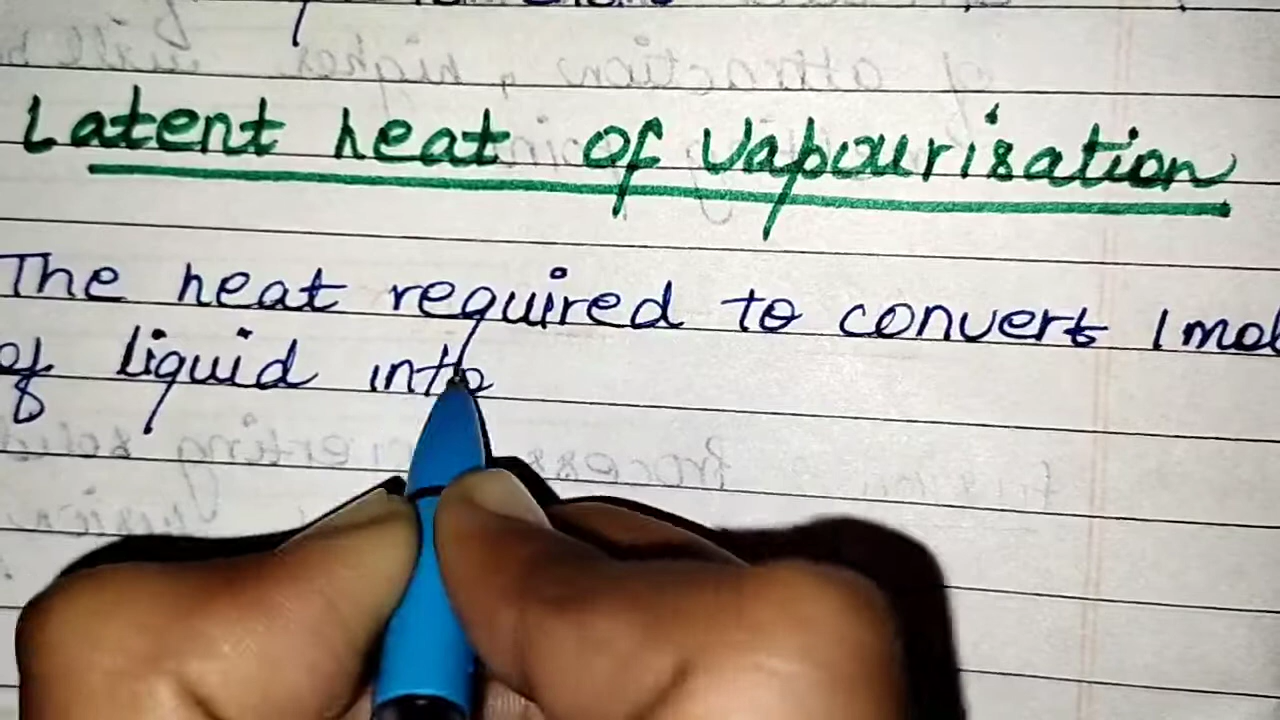 Latent heat of Vapourisation
The heat required to convert 1 mol
of liquid into